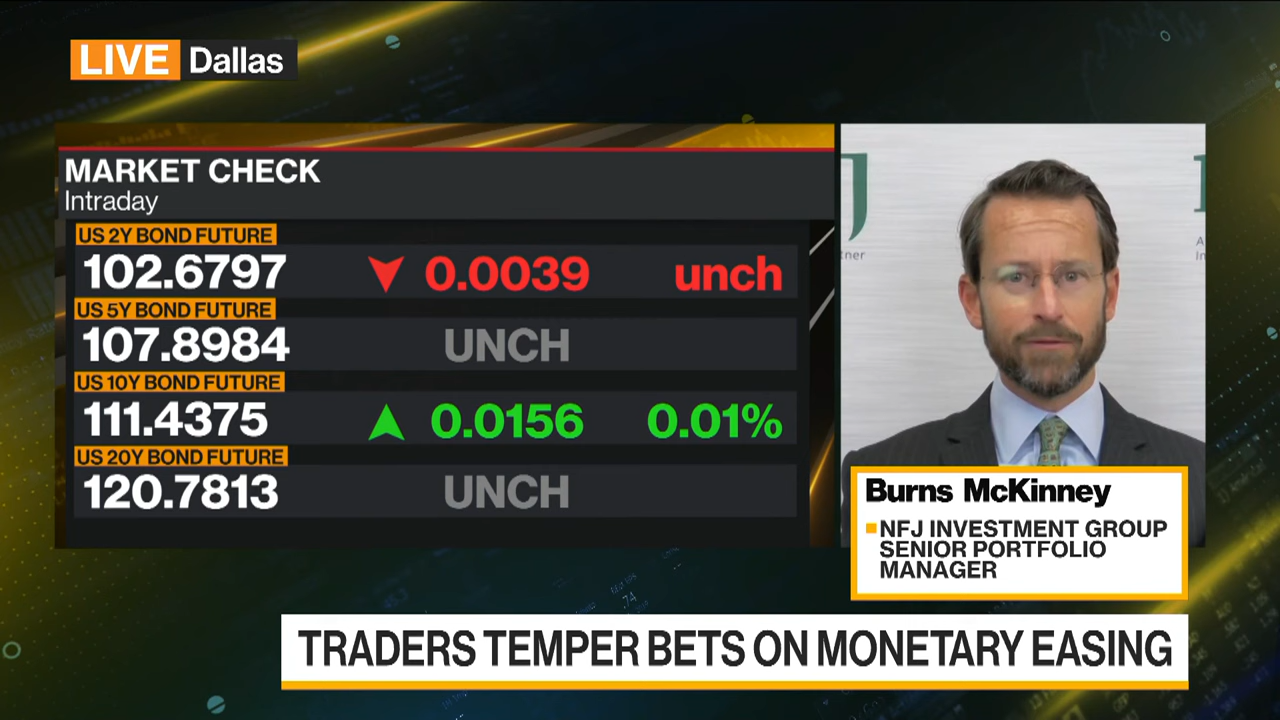 LIVE Dallas
MARKET CHECK
Intraday
US 2Y BOND FUTURE
102.6797 ▼ 0.0039 unch
US 5Y BOND FUTURE
107.8984 UNCH
US 10Y BOND FUTURE
111.4375 ▲ 0.0156 0.01%
US 20Y BOND FUTURE
120.7813 UNCH
J
Burns McKinney
NFJ INVESTMENT GROUP
SENIOR PORTFOLIO
MANAGER
.74
TRADERS TEMPER BETS ON MONETARY EASING